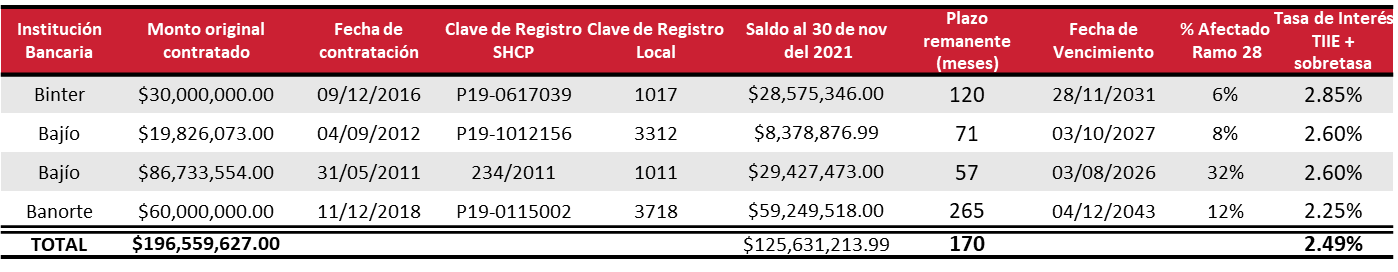 Institución Bancaria | Monto original contratado | Fecha de contratación | Clave de Registro SHCP | Clave de Registro Local | Saldo al 30 de nov del 2021 | Plazo remanente (meses) | Fecha de Vencimiento | % Afectado Ramo 28 | Tasa de Interés TIIE + sobretasa
Binter | $30,000,000.00 | 09/12/2016 | P19-0617039 | 1017 | $28,575,346.00 | 120 | 28/11/2031 | 6% | 2.85%
Bajío | $19,826,073.00 | 04/09/2012 | P19-1012156 | 3312 | $8,378,876.99 | 71 | 03/10/2027 | 8% | 2.60%
Bajío | $86,733,554.00 | 31/05/2011 | 234/2011 | 1011 | $29,427,473.00 | 57 | 03/08/2026 | 32% | 2.60%
Banorte | $60,000,000.00 | 11/12/2018 | P19-0115002 | 3718 | $59,249,518.00 | 265 | 04/12/2043 | 12% | 2.25%
TOTAL | $196,559,627.00 | $125,631,213.99 | 170 | 2.49%